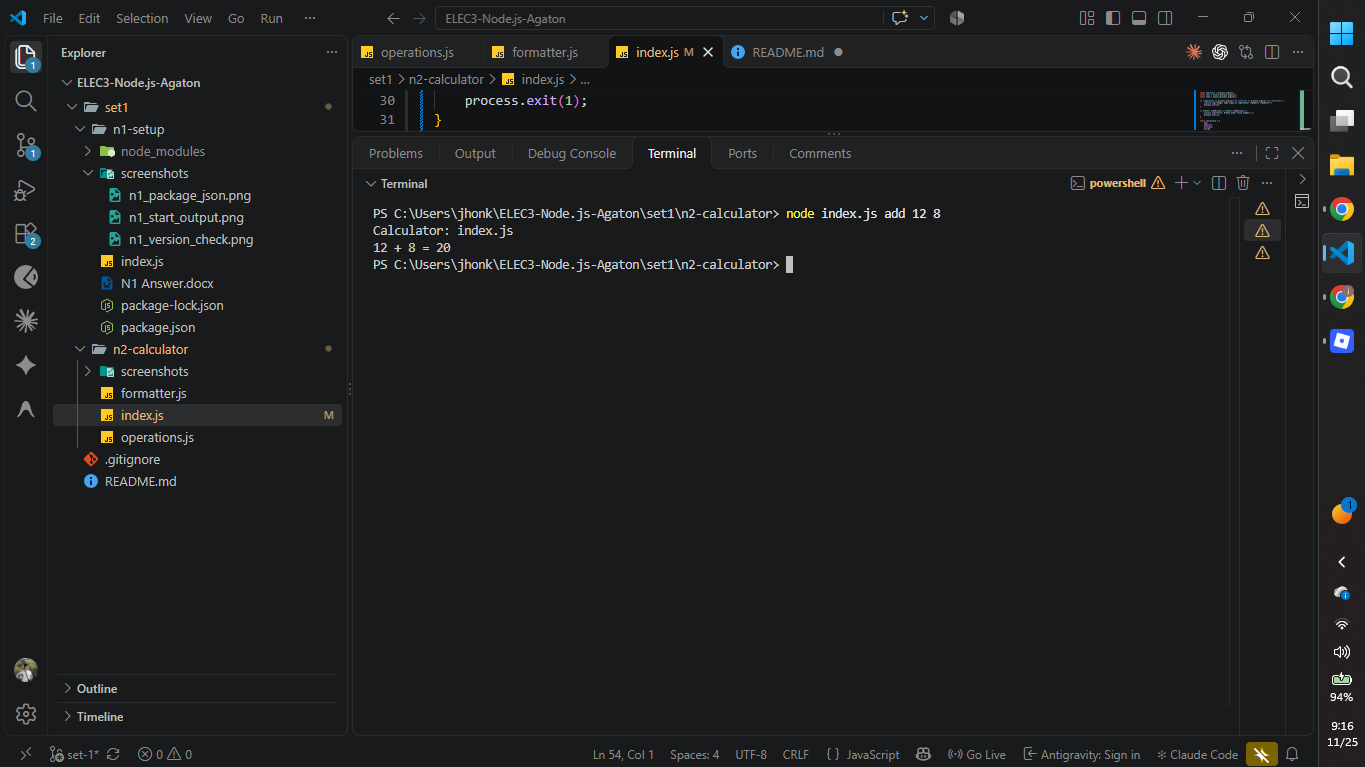 File Edit Selection View Go Run ···
ELEC3-Node.js-Agaton
Explorer ···
ELEC3-Node.js-Agaton
set1
n1-setup
node_modules
screenshots
n1_package_json.png
n1_start_output.png
n1_version_check.png
index.js
N1 Answer.docx
package-lock.json
package.json
n2-calculator
screenshots
formatter.js
index.js M
operations.js
.gitignore
README.md
Outline
Timeline
1
1
2
operations.js formatter.js index.js M README.md
set1 > n2-calculator > index.js > ...
30 process.exit(1);
31 }
Problems Output Debug Console Terminal Ports Comments
Terminal
powershell
PS C:\Users\jhonk\ELEC3-Node.js-Agaton\set1\n2-calculator> node index.js add 12 8
Calculator: index.js
12 + 8 = 20
PS C:\Users\jhonk\ELEC3-Node.js-Agaton\set1\n2-calculator>
set-1* 0 0 Ln 54, Col 1 Spaces: 4 UTF-8 CRLF { } JavaScript Go Live Antigravity: Sign in Claude Code
1
94%
9:16
11/25